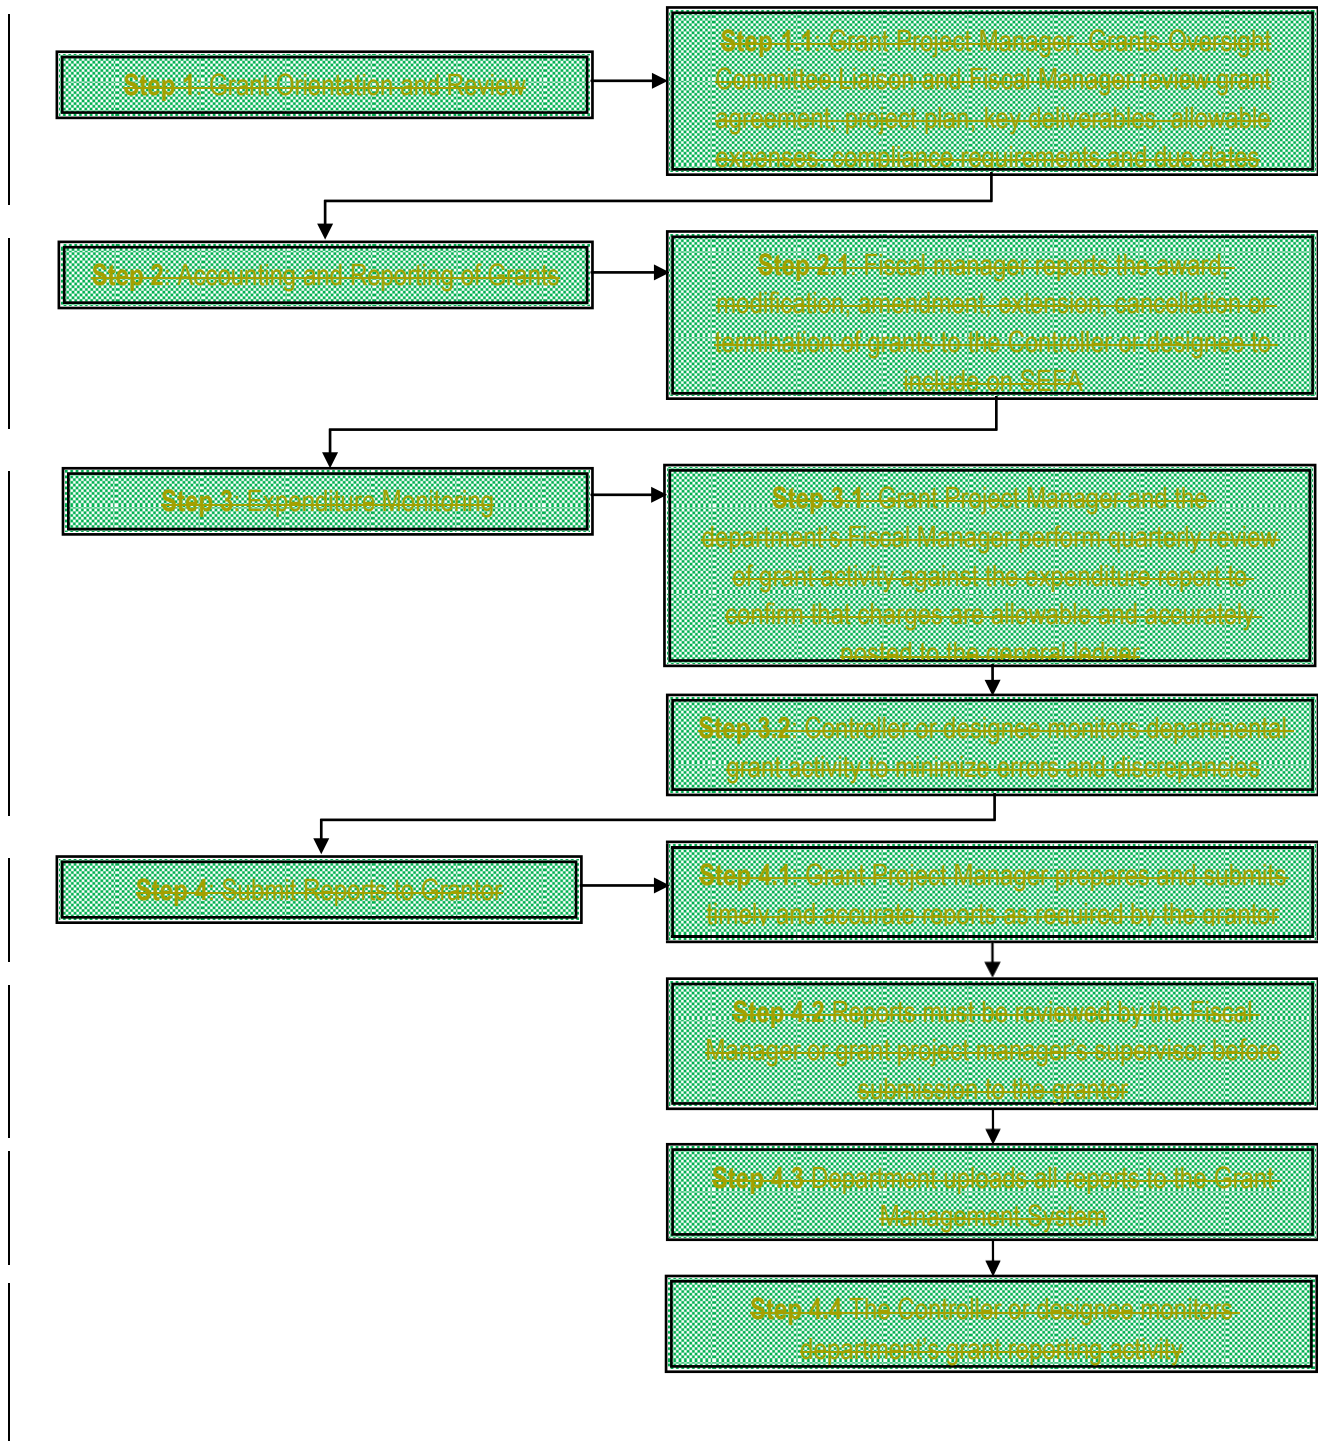 Step 1: Grant Orientation and Review
Step 1.1: Grant Project Manager, Grants Oversight
Committee Liaison and Fiscal Manager review grant
agreement, project plan, key deliverables, allowable
expenses, compliance requirements and due dates
Step 2: Accounting and Reporting of Grants
Step 2.1: Fiscal manager reports the award,
modification, amendment, extension, cancellation or
termination of grants to the Controller or designee to
include on SEFA
Step 3: Expenditure Monitoring
Step 3.1: Grant Project Manager and the
department's Fiscal Manager perform quarterly review
of grant activity against the expenditure report to
confirm that charges are allowable and accurately
posted to the general ledger
Step 3.2: Controller or designee monitors departmental
grant activity to minimize errors and discrepancies
Step 4: Submit Reports to Grantor
Step 4.1: Grant Project Manager prepares and submits
timely and accurate reports as required by the grantor
Step 4.2 Reports must be reviewed by the Fiscal
Manager or grant project manager's supervisor before
submission to the grantor
Step 4.3 Department uploads all reports to the Grant
Management System
Step 4.4 The Controller or designee monitors
department's grant reporting activity